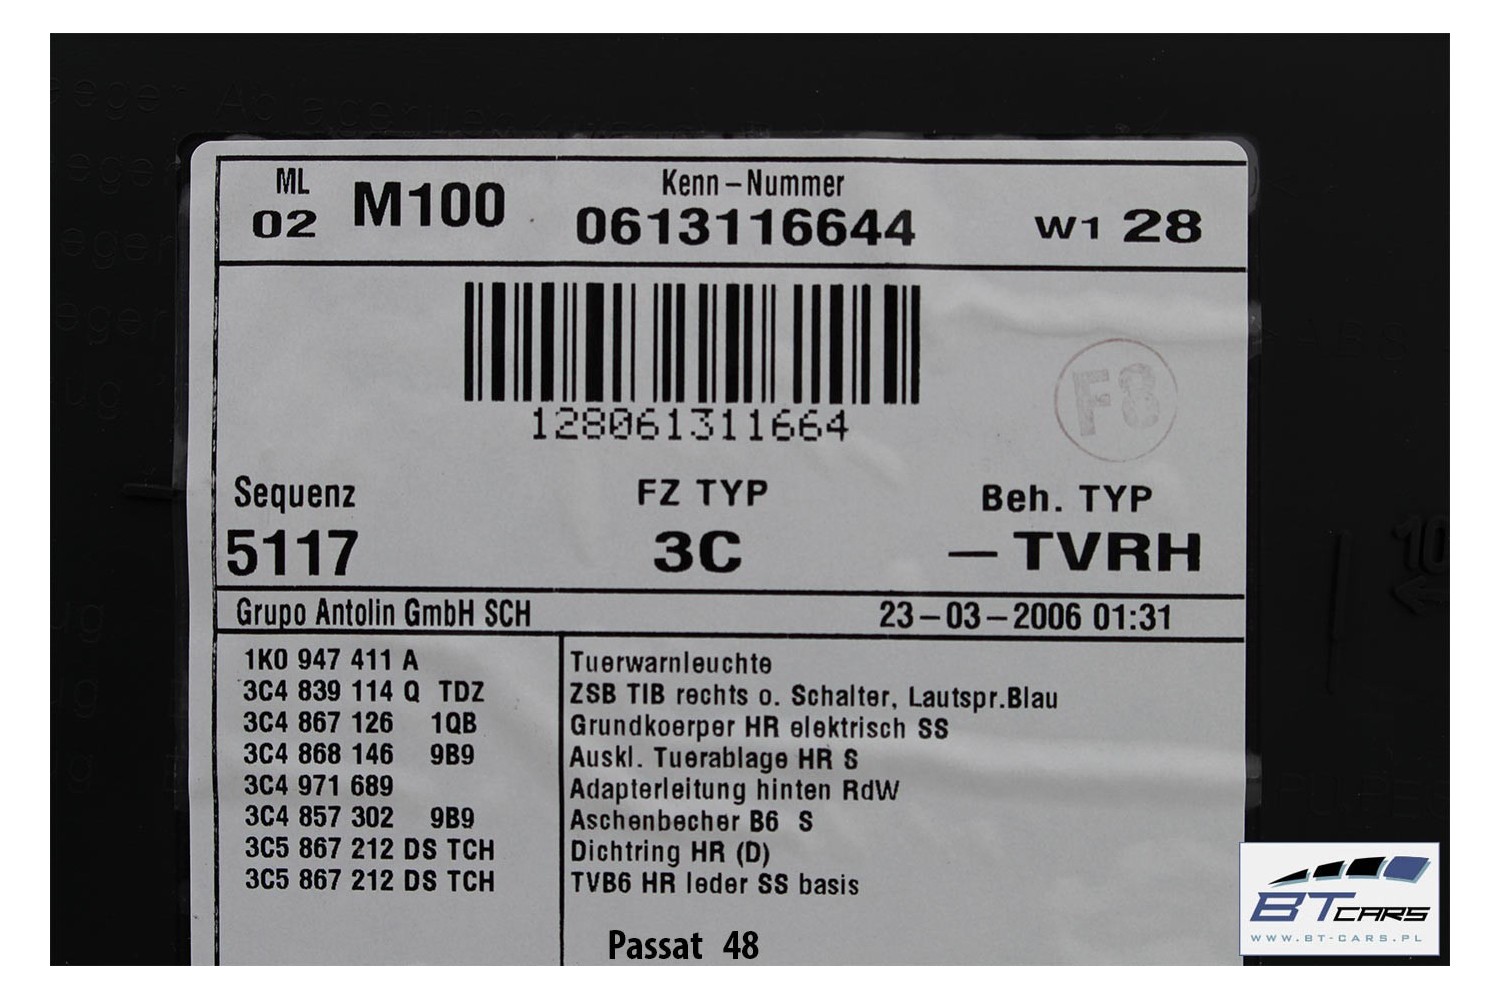 ML
02 M100
Kenn-Nummer
0613116644
W1 28
128061311664
F8
Sequenz
5117
FZ TYP
3C
Beh. TYP
-TVRH
Grupo Antolin GmbH SCH 23-03-2006 01:31
1K0 947 411 A Tuerwarnleuchte
3C4 839 114 Q TDZ ZSB TIB rechts o. Schalter, Lautspr.Blau
3C4 867 126 1QB Grundkoerper HR elektrisch SS
3C4 868 146 9B9 Auskl. Tuerablage HR S
3C4 971 689 Adapterleitung hinten RdW
3C4 857 302 9B9 Aschenbecher B6 S
3C5 867 212 DS TCH Dichtring HR (D)
3C5 867 212 DS TCH TVB6 HR leder SS basis
Passat 48
BT CARS
WWW.BT-CARS.PL
10